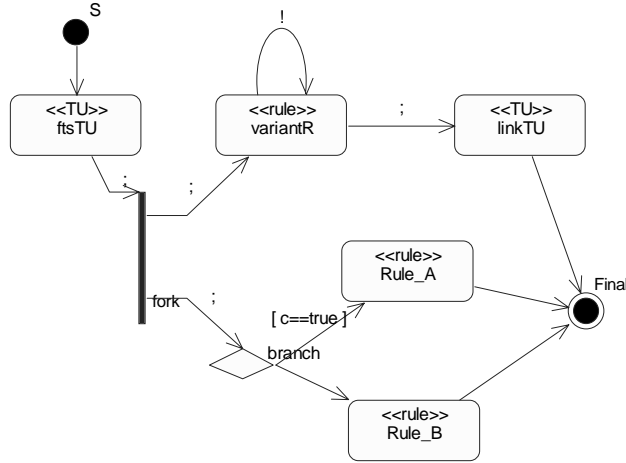 S
!
<<TU>>
ftsTU
<<rule>>
variantR
;
<<TU>>
linkTU
;
;
<<rule>>
Rule_A
Final
fork
;
[ c==true ]
branch
<<rule>>
Rule_B